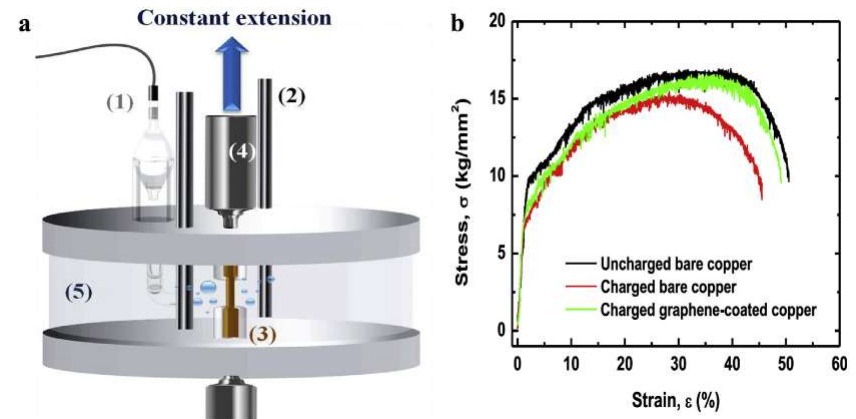 a
Constant extension
(1)
(2)
(4)
(5)
(3)
b
20
15
10
5
0
Stress, σ (kg/mm²)
Uncharged bare copper
Charged bare copper
Charged graphene-coated copper
0 10 20 30 40 50 60
Strain, ε (%)